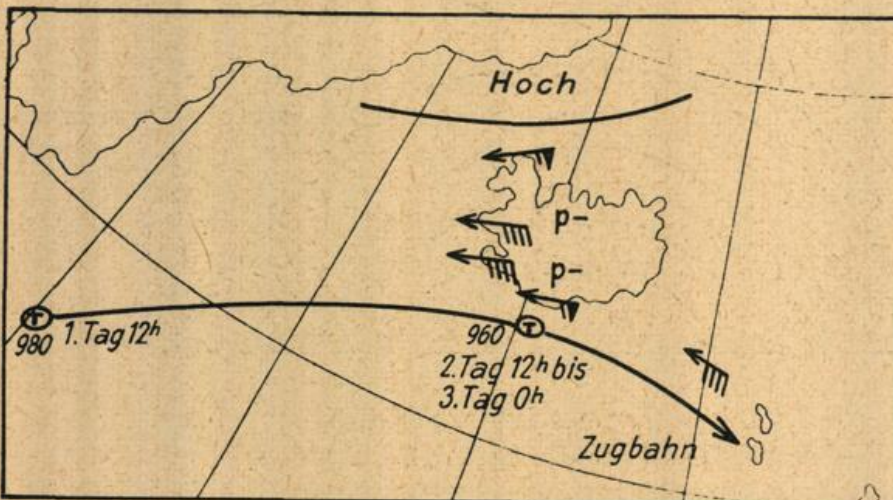 Hoch
p-
p-
T
980 1. Tag 12h
T
960
2. Tag 12h bis
3. Tag 0h
Zugbahn